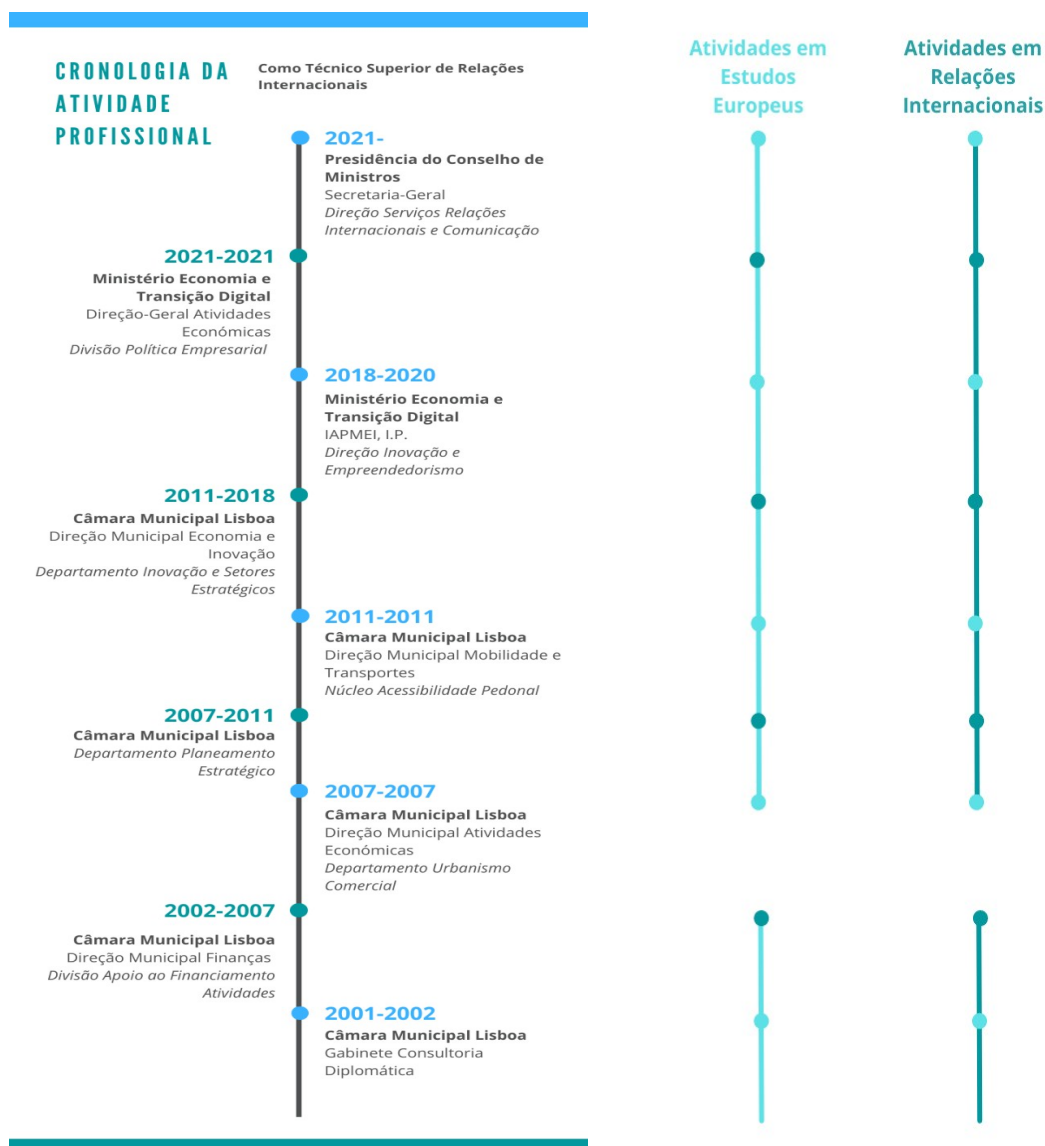 CRONOLOGIA DA
ATIVIDADE
PROFISSIONAL
Como Técnico Superior de Relações
Internacionais
2021-
Presidência do Conselho de
Ministros
Secretaria-Geral
Direção Serviços Relações
Internacionais e Comunicação
2021-2021
Ministério Economia e
Transição Digital
Direção-Geral Atividades
Económicas
Divisão Política Empresarial
2018-2020
Ministério Economia e
Transição Digital
IAPMEI, I.P.
Direção Inovação e
Empreendedorismo
2011-2018
Câmara Municipal Lisboa
Direção Municipal Economia e
Inovação
Departamento Inovação e Setores
Estratégicos
2011-2011
Câmara Municipal Lisboa
Direção Municipal Mobilidade e
Transportes
Núcleo Acessibilidade Pedonal
2007-2011
Câmara Municipal Lisboa
Departamento Planeamento
Estratégico
2007-2007
Câmara Municipal Lisboa
Direção Municipal Atividades
Económicas
Departamento Urbanismo
Comercial
2002-2007
Câmara Municipal Lisboa
Direção Municipal Finanças
Divisão Apoio ao Financiamento
Atividades
2001-2002
Câmara Municipal Lisboa
Gabinete Consultoria
Diplomática
Atividades em
Estudos
Europeus
Atividades em
Relações
Internacionais